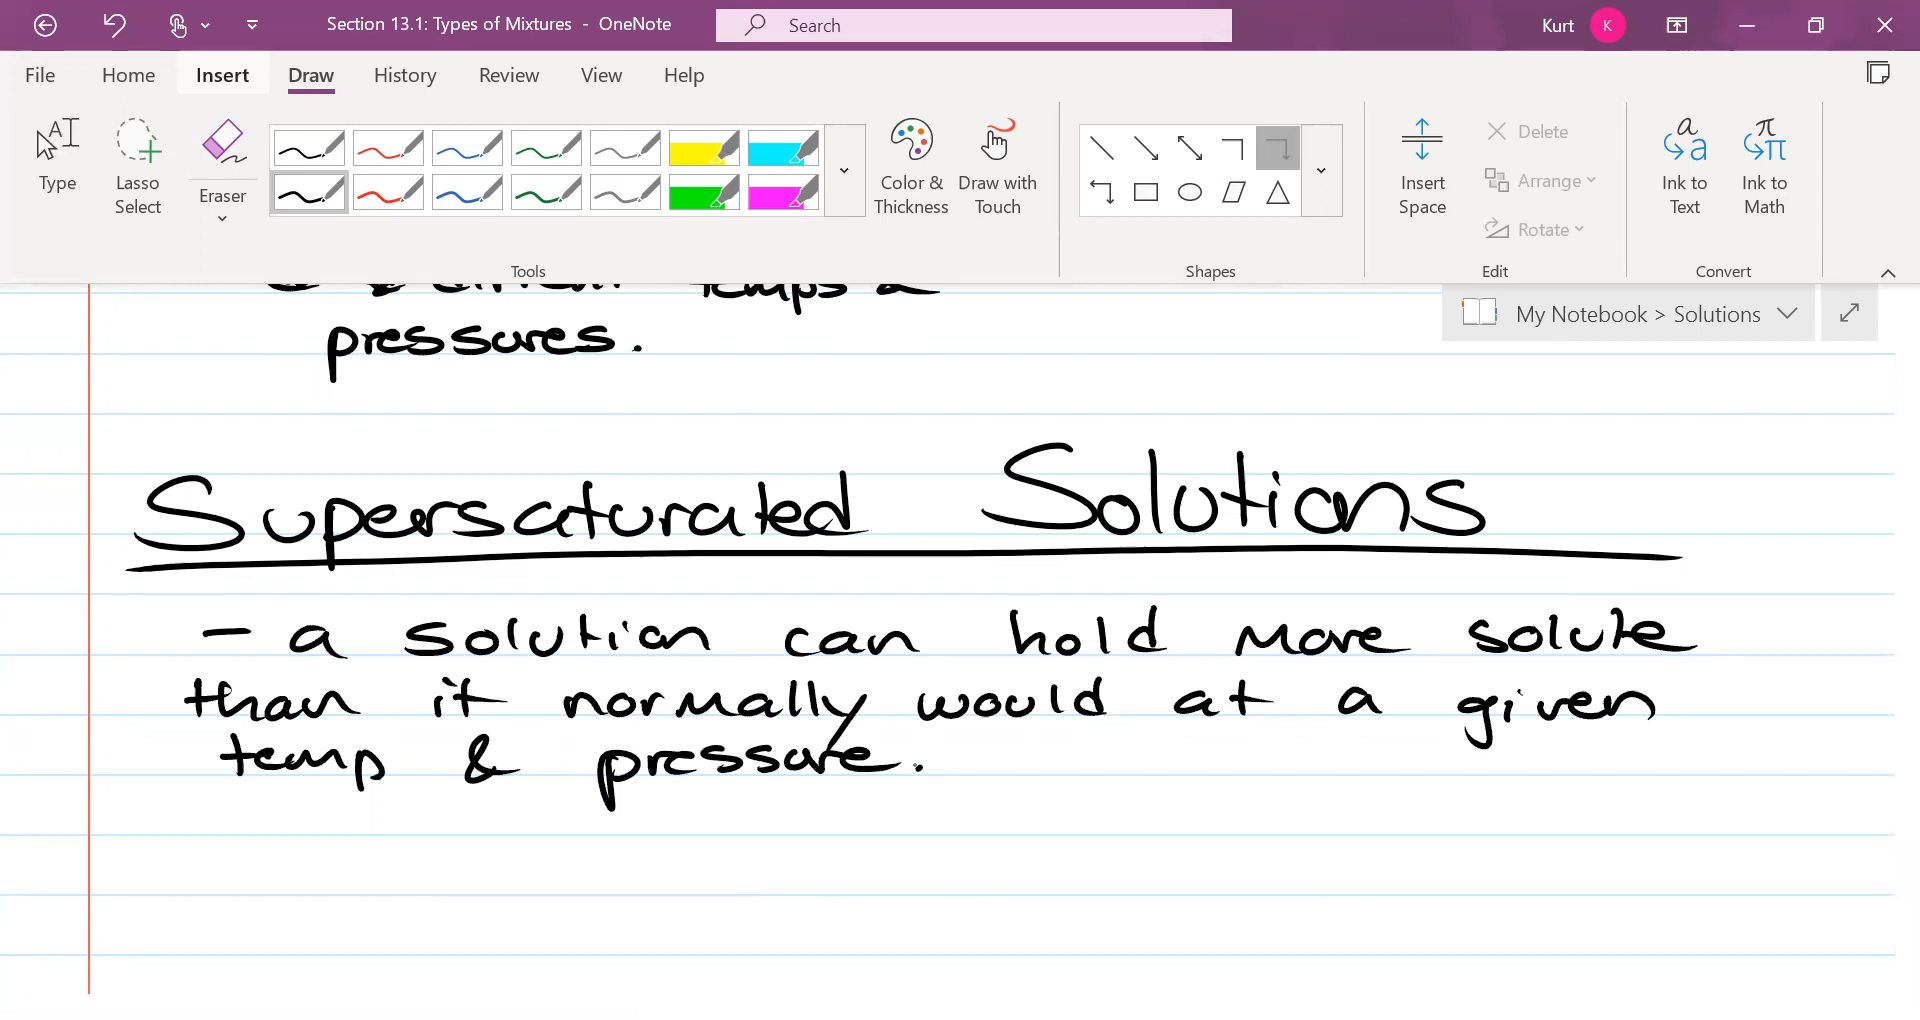 Section 13.1: Types of Mixtures - OneNote
Search
Kurt K
File Home Insert Draw History Review View Help
Type
Lasso Select
Eraser
Color & Thickness
Draw with Touch
Insert Space
Delete
Arrange
Rotate
Ink to Text
Ink to Math
Tools Shapes Edit Convert
My Notebook > Solutions
temps &
pressures.
Supersaturated Solutions
- a solution can hold more solute
than it normally would at a given
temp & pressure.